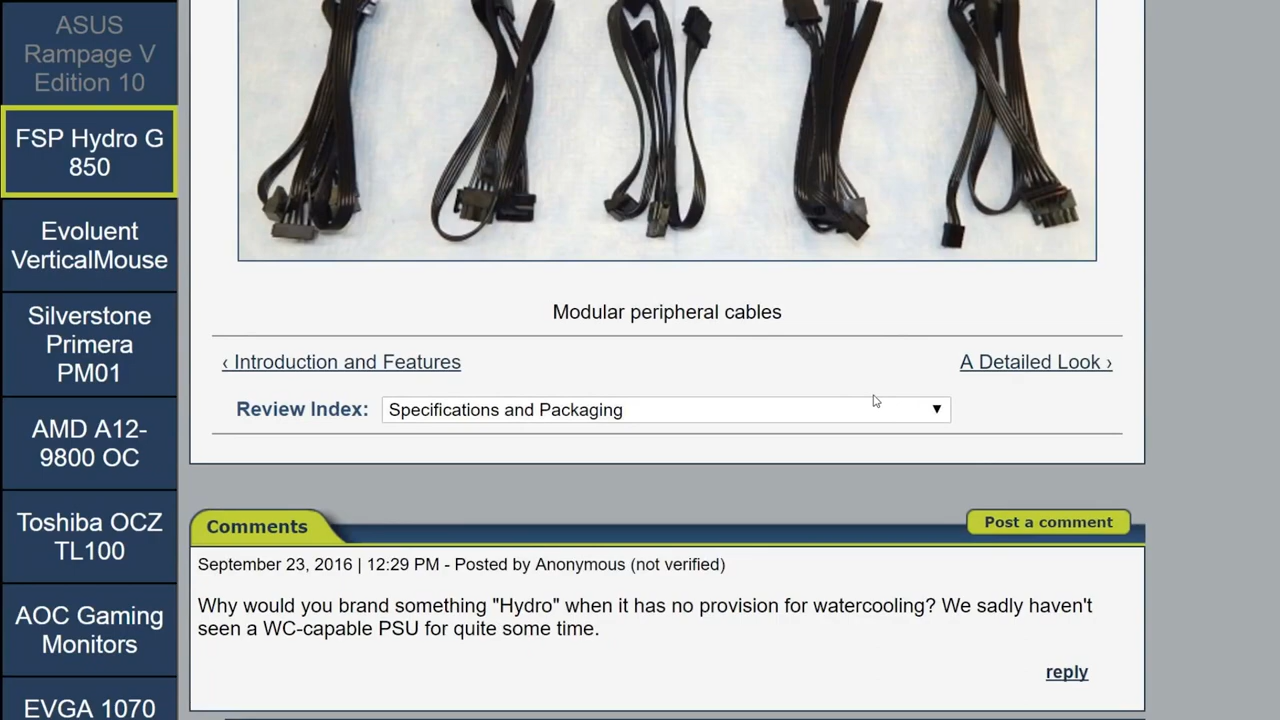 ASUS
Rampage V
Edition 10
FSP Hydro G
850
Evoluent
VerticalMouse
Silverstone
Primera
PM01
AMD A12-
9800 OC
Toshiba OCZ
TL100
AOC Gaming
Monitors
EVGA 1070
Modular peripheral cables
‹ Introduction and Features
A Detailed Look ›
Review Index: Specifications and Packaging
Comments
Post a comment
September 23, 2016 | 12:29 PM - Posted by Anonymous (not verified)
Why would you brand something "Hydro" when it has no provision for watercooling? We sadly haven't
seen a WC-capable PSU for quite some time.
reply